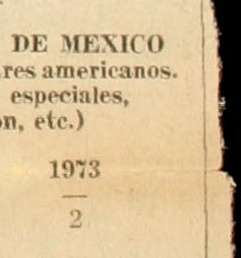 DE MEXICO
res americanos.
especiales,
on, etc.)
1973
2